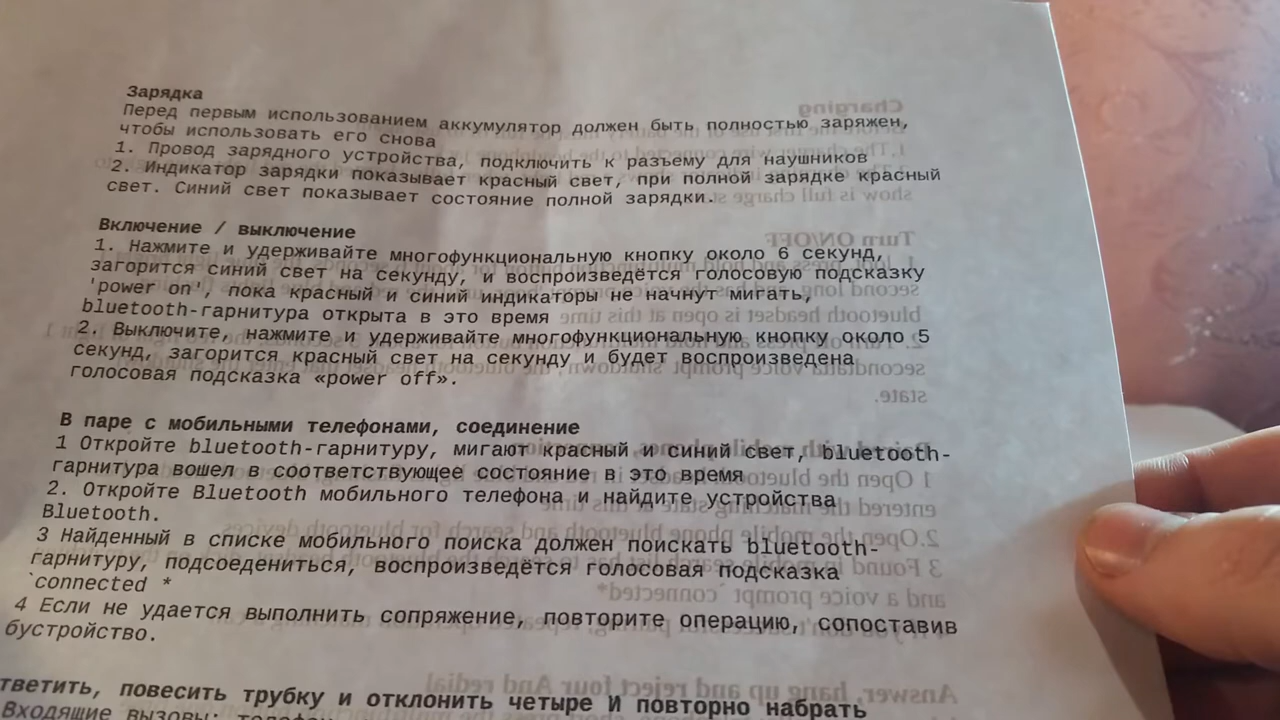 Зарядка
Перед первым использованием аккумулятор должен быть полностью заряжен,
чтобы использовать его снова
1. Провод зарядного устройства, подключить к разъему для наушников
2. Индикатор зарядки показывает красный свет, при полной зарядке красный
свет. Синий свет показывает состояние полной зарядки.
Включение / выключение
1. Нажмите и удерживайте многофункциональную кнопку около 6 секунд,
загорится синий свет на секунду, и воспроизведётся голосовую подсказку
'power on', пока красный и синий индикаторы не начнут мигать,
bluetooth-гарнитура открыта в это время
2. Выключите, нажмите и удерживайте многофункциональную кнопку около 5
секунд, загорится красный свет на секунду и будет воспроизведена
голосовая подсказка «power off».
В паре с мобильными телефонами, соединение
1 Откройте bluetooth-гарнитуру, мигают красный и синий свет, bluetooth-
гарнитура вошел в соответствующее состояние в это время
2. Откройте Bluetooth мобильного телефона и найдите устройства
Bluetooth.
3 Найденный в списке мобильного поиска должен поискать bluetooth-
гарнитуру, подсоедениться, воспроизведётся голосовая подсказка
`connected *
4 Если не удается выполнить сопряжение, повторите операцию, сопоставив
бустройство.
тветить, повесить трубку и отклонить четыре И повторно набрать
Входящие вызовы: